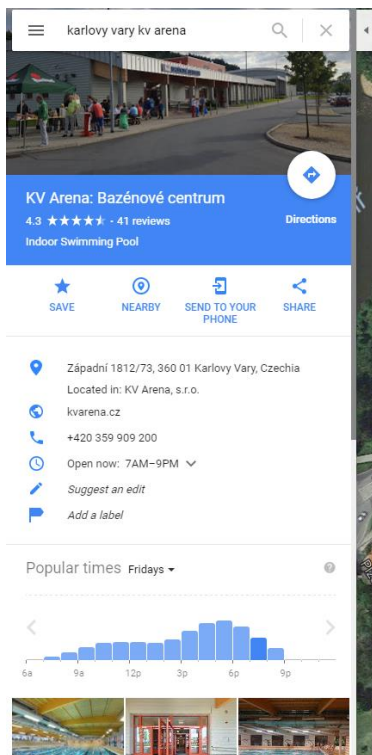 karlovy vary kv arena
KV Arena: Bazénové centrum
4.3 ★★★★★ - 41 reviews
Directions
Indoor Swimming Pool
SAVE
NEARBY
SEND TO YOUR
PHONE
SHARE
Západní 1812/73, 360 01 Karlovy Vary, Czechia
Located in: KV Arena, s.r.o.
kvarena.cz
+420 359 909 200
Open now: 7AM–9PM
Suggest an edit
Add a label
Popular times Fridays
6a 9a 12p 3p 6p 9p